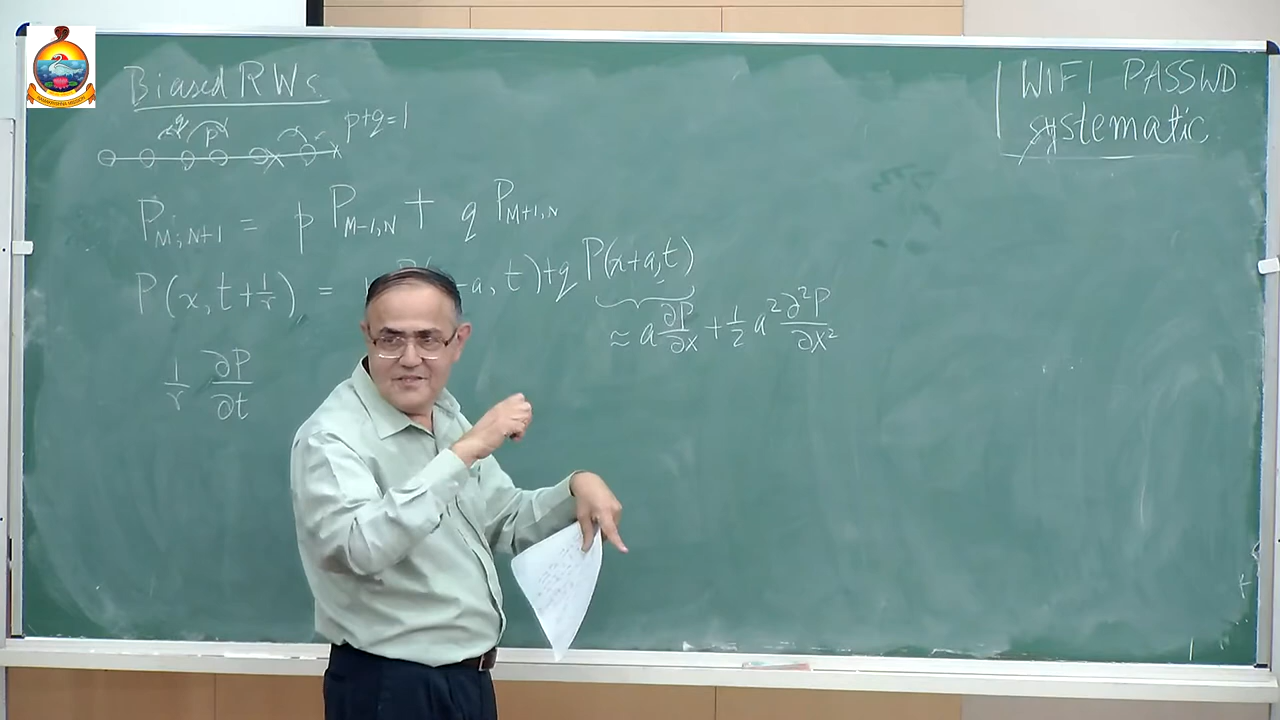 Biased RWs.
q p p+q=1
P_{M,N+1} = p P_{M-1,N} + q P_{M+1,N}
P(x, t+1/r) = a, t) + q P(x+a, t)
≈ a ∂P/∂x + 1/2 a² ∂²P/∂x²
1/r ∂P/∂t
WIFI PASSWD
systematic